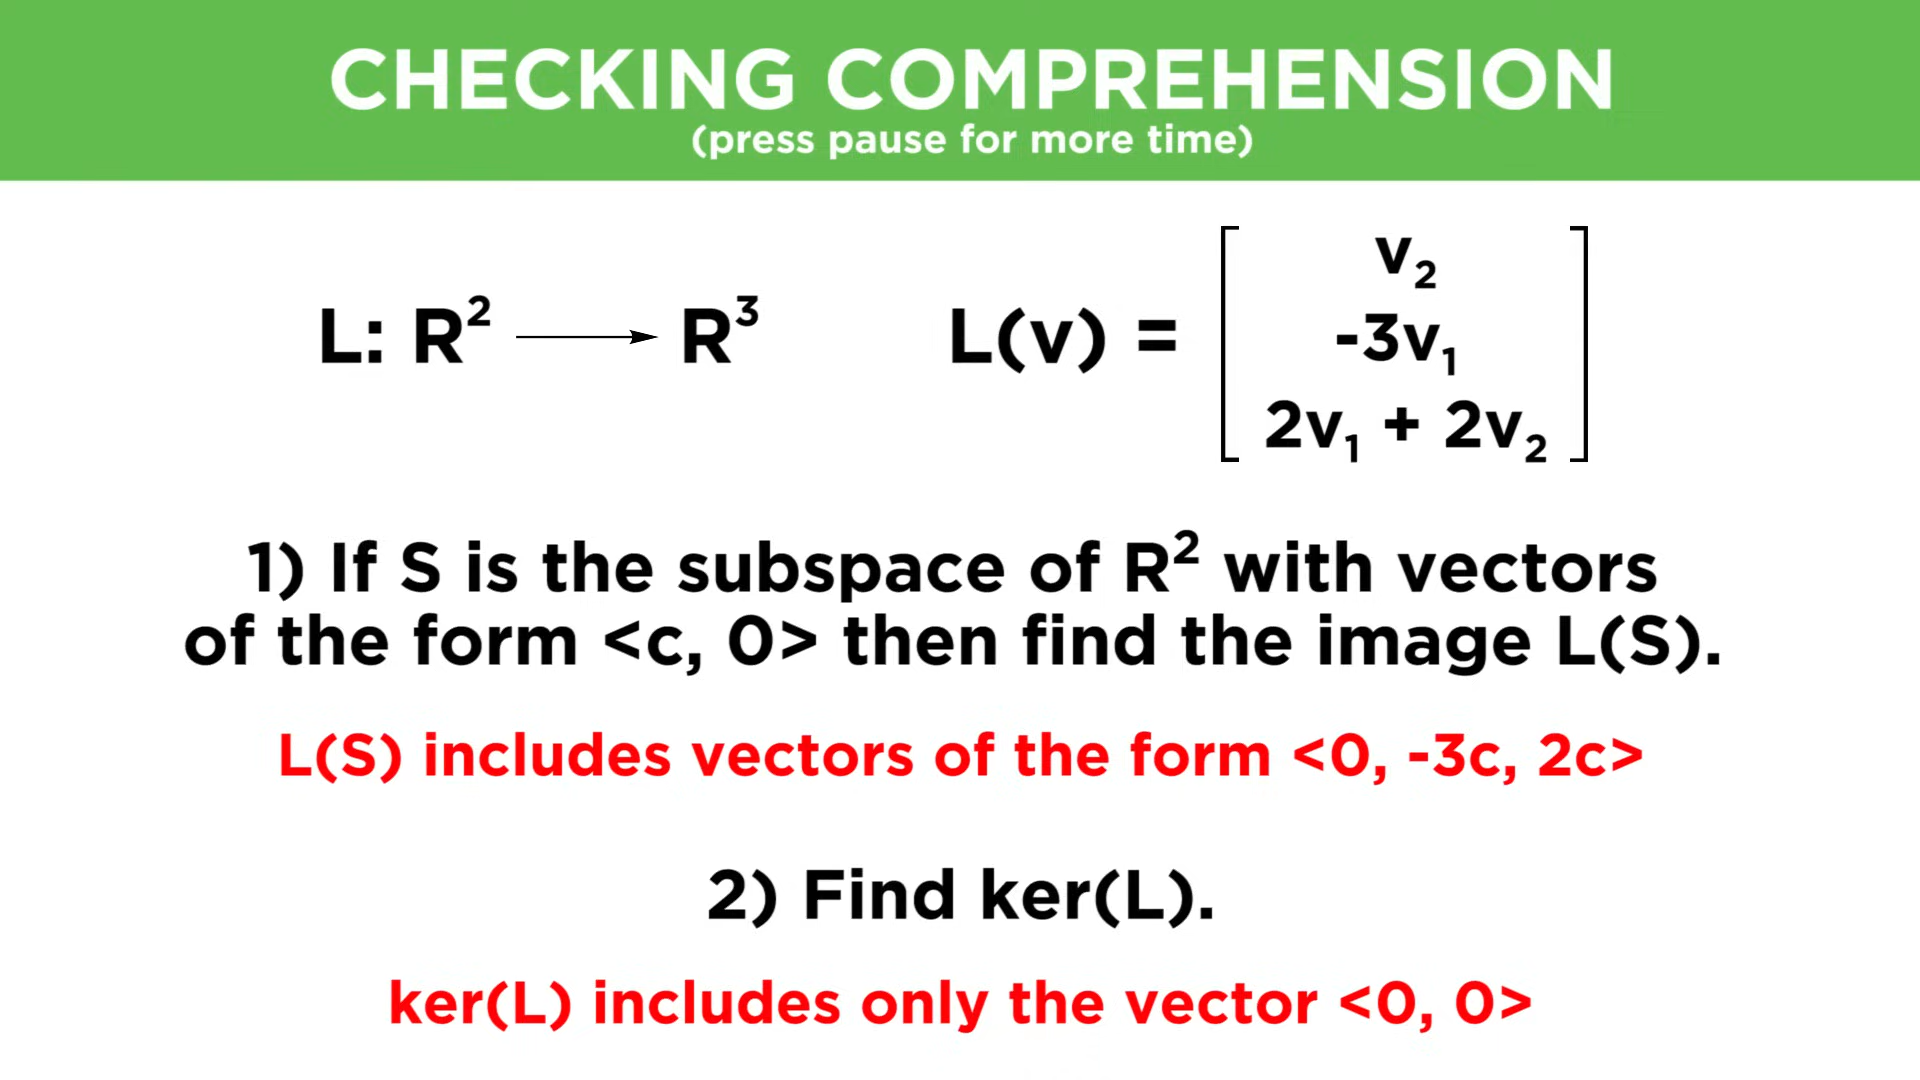 CHECKING COMPREHENSION
(press pause for more time)
L: R² ⟶ R³
L(v) = [ v₂
-3v₁
2v₁ + 2v₂ ]
1) If S is the subspace of R² with vectors
of the form <c, 0> then find the image L(S).
L(S) includes vectors of the form <0, -3c, 2c>
2) Find ker(L).
ker(L) includes only the vector <0, 0>